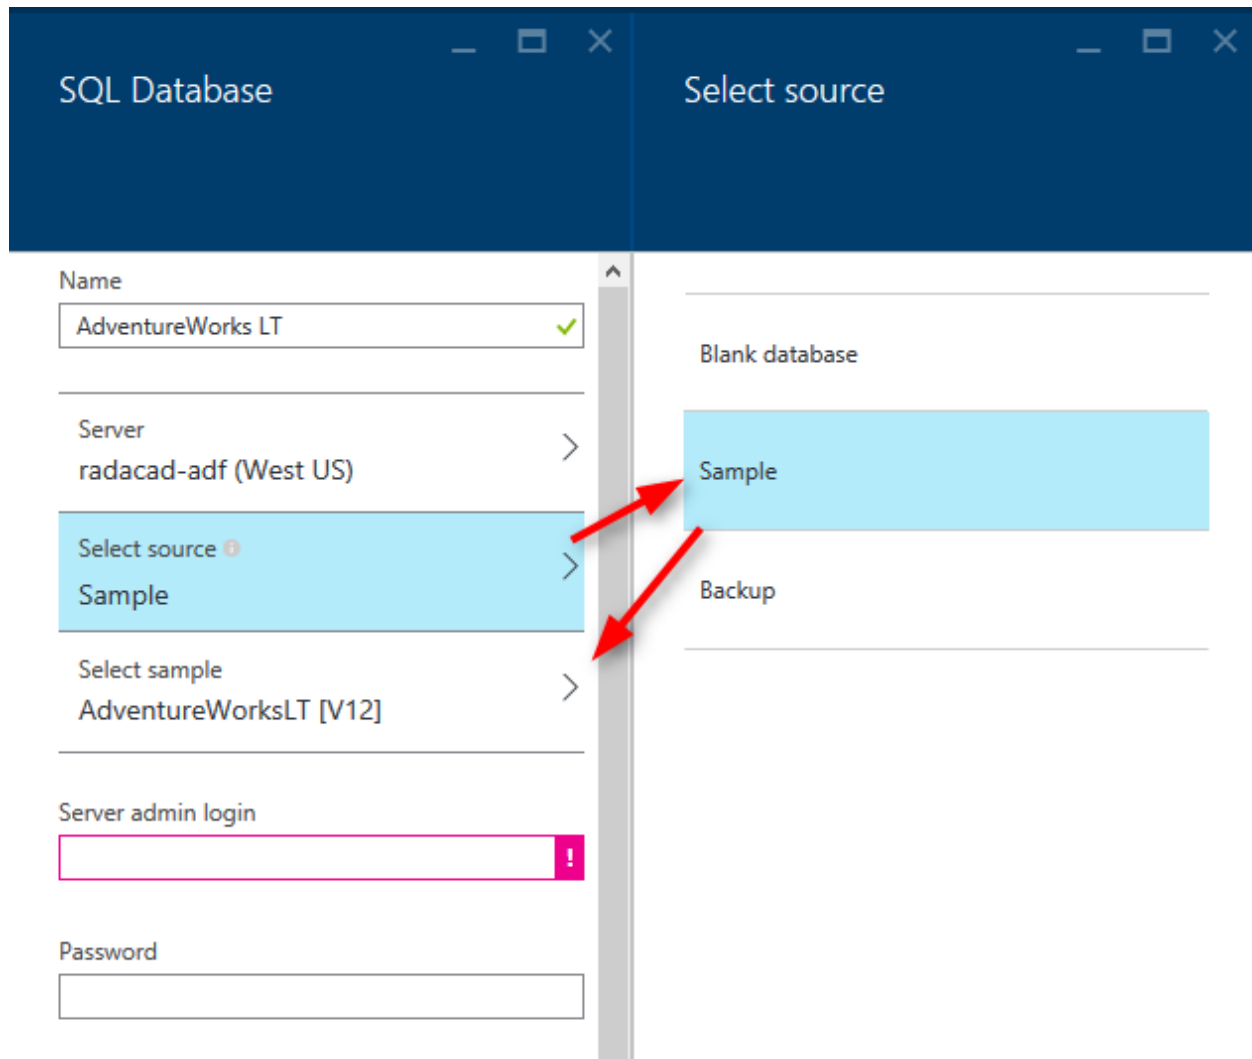 SQL Database
Name
AdventureWorks LT
Server
radacad-adf (West US)
Select source
Sample
Select sample
AdventureWorksLT [V12]
Server admin login
!
Password
Select source
Blank database
Sample
Backup